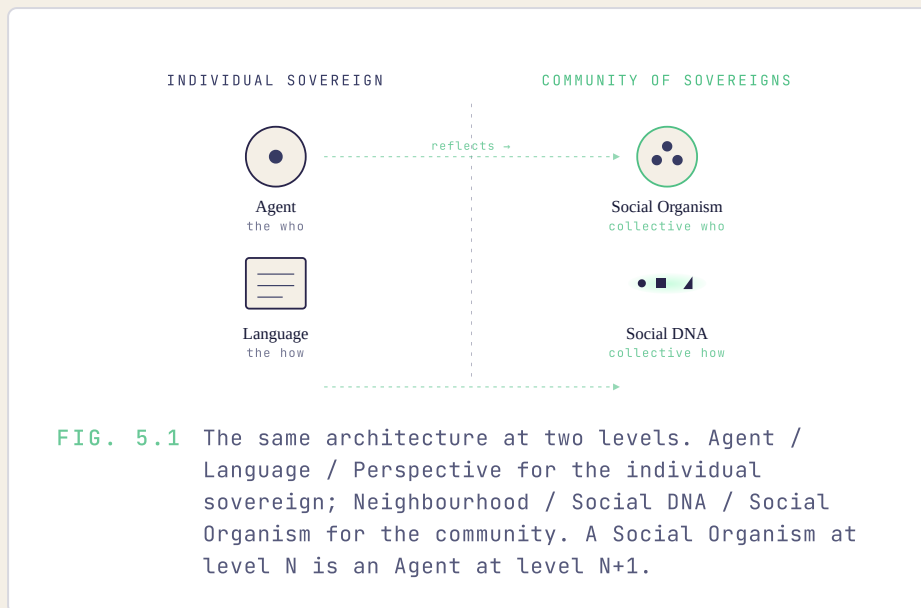 INDIVIDUAL SOVEREIGN
COMMUNITY OF SOVEREIGNS
reflects →
Agent
the who
Social Organism
collective who
Language
the how
Social DNA
collective how
FIG. 5.1 The same architecture at two levels. Agent /
Language / Perspective for the individual
sovereign; Neighbourhood / Social DNA / Social
Organism for the community. A Social Organism at
level N is an Agent at level N+1.